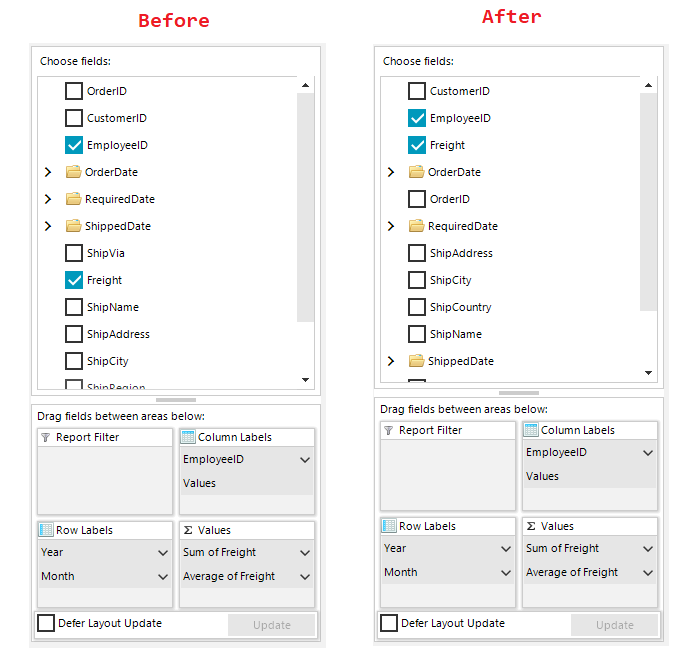 Before
Choose fields:
OrderID
CustomerID
EmployeeID
OrderDate
RequiredDate
ShippedDate
ShipVia
Freight
ShipName
ShipAddress
ShipCity
ShipRegion
Drag fields between areas below:
Report Filter
Column Labels
EmployeeID
Values
Row Labels
Year
Month
Σ Values
Sum of Freight
Average of Freight
Defer Layout Update
Update
After
Choose fields:
CustomerID
EmployeeID
Freight
OrderDate
OrderID
RequiredDate
ShipAddress
ShipCity
ShipCountry
ShipName
ShippedDate
Drag fields between areas below:
Report Filter
Column Labels
EmployeeID
Values
Row Labels
Year
Month
Σ Values
Sum of Freight
Average of Freight
Defer Layout Update
Update